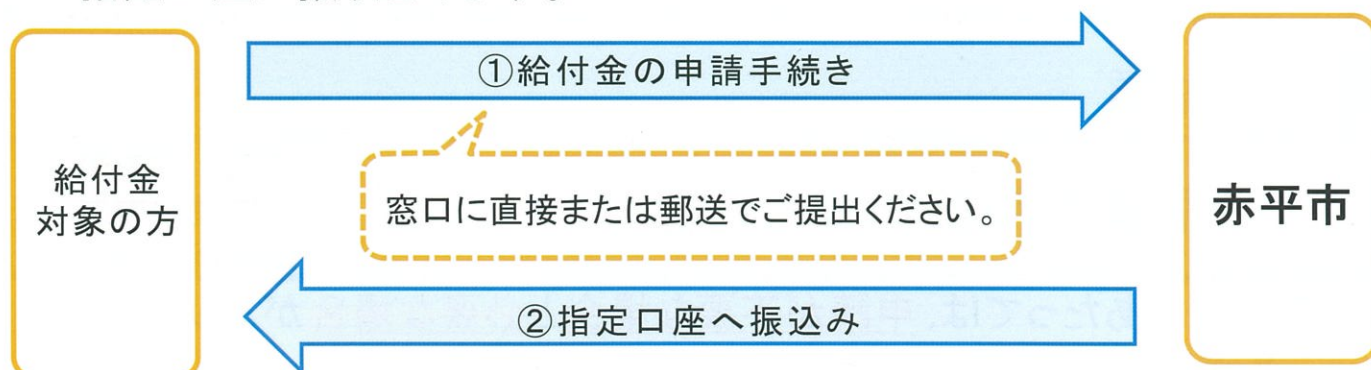 ①給付金の申請手続き
給付金
対象の方
窓口に直接または郵送でご提出ください。
赤平市
②指定口座へ振込み